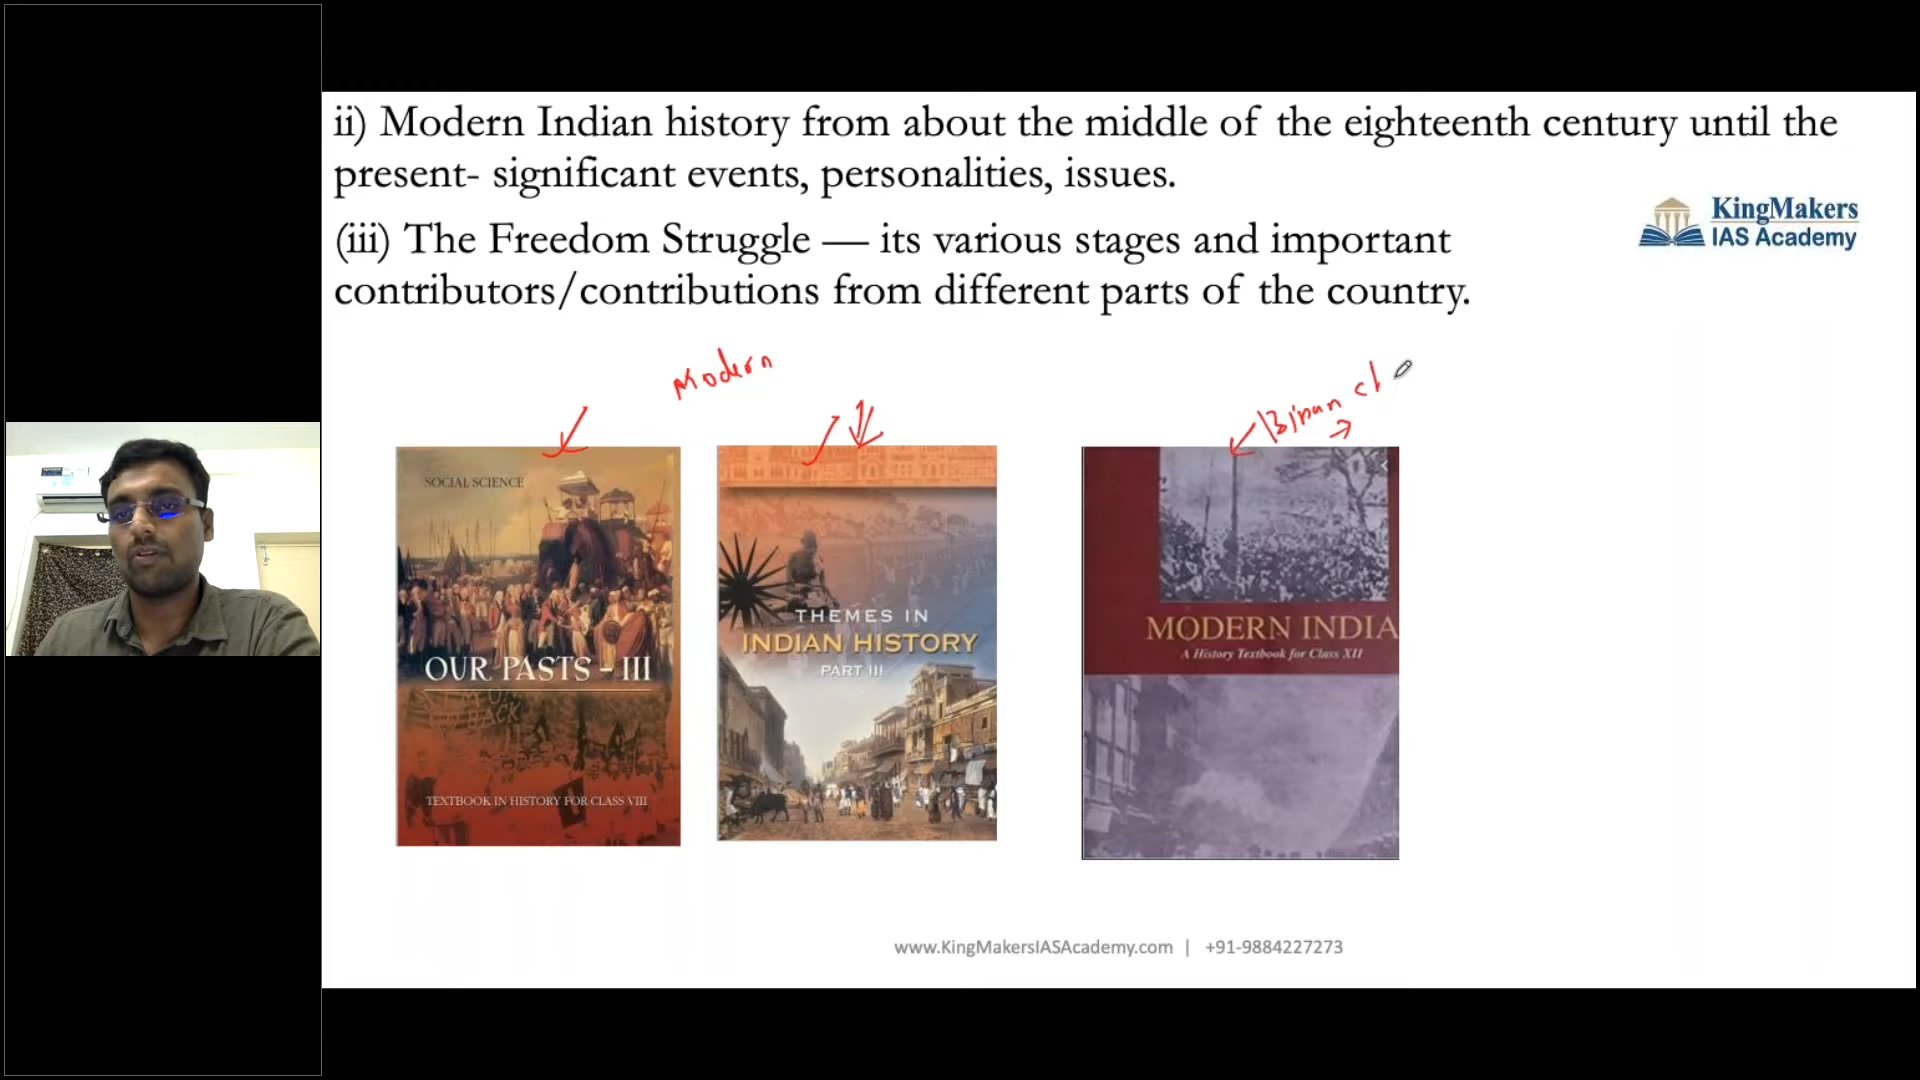 ii) Modern Indian history from about the middle of the eighteenth century until the
present- significant events, personalities, issues.
KingMakers
IAS Academy
(iii) The Freedom Struggle — its various stages and important
contributors/contributions from different parts of the country.
Modern
Bipan ch
SOCIAL SCIENCE
OUR PASTS - III
BACK
TEXTBOOK IN HISTORY FOR CLASS VIII
THEMES IN
INDIAN HISTORY
PART III
MODERN INDIA
A History Textbook for Class XII
www.KingMakersIASAcademy.com | +91-9884227273